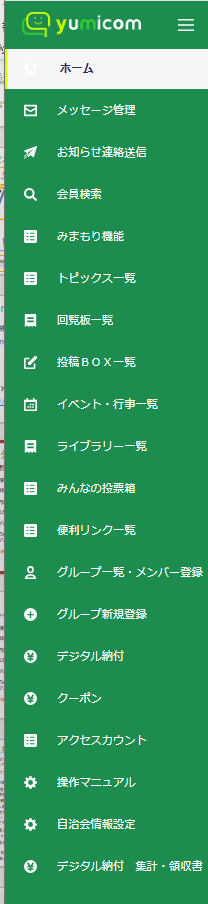 yumicom
ホーム
メッセージ管理
お知らせ連絡送信
会員検索
みまもり機能
トピックス一覧
回覧板一覧
投稿ＢＯＸ一覧
イベント・行事一覧
ライブラリー一覧
みんなの投票箱
便利リンク一覧
グループ一覧・メンバー登録
グループ新規登録
デジタル納付
クーポン
アクセスカウント
操作マニュアル
自治会情報設定
デジタル納付　集計・領収書